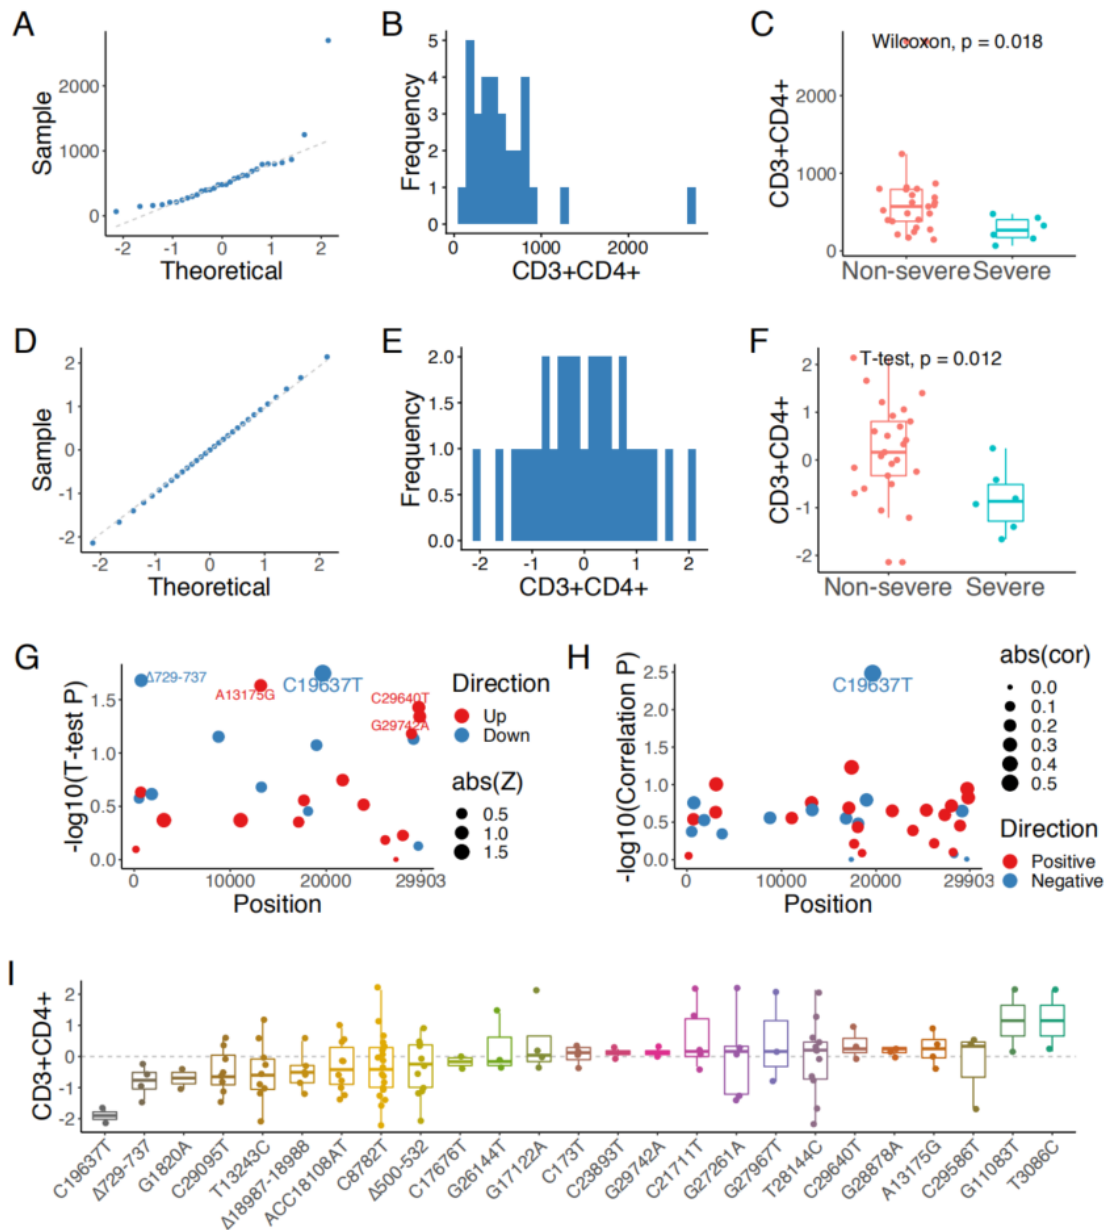 A
Sample
2000
1000
0
-2
-1
0
1
2
Theoretical
B
Frequency
5
4
3
2
1
0
0
1000
2000
CD3+CD4+
C
Wilcoxon, p = 0.018
CD3+CD4+
2000
1000
0
Non-severe
Severe
D
Sample
2
1
0
-1
-2
-2
-1
0
1
2
Theoretical
E
Frequency
2.0
1.5
1.0
0.5
0.0
-2
-1
0
1
2
CD3+CD4+
F
T-test, p = 0.012
CD3+CD4+
2
1
0
-1
-2
Non-severe
Severe
G
-log10(T-test P)
1.5
1.0
0.5
0.0
Δ729-737
A13175G
C19637T
C29640T
G29742A
0
10000
20000
29903
Position
Direction
Up
Down
abs(Z)
0.5
1.0
1.5
H
-log10(Correlation P)
2.5
2.0
1.5
1.0
0.5
0.0
C19637T
0
10000
20000
29903
Position
abs(cor)
0.0
0.1
0.2
0.3
0.4
0.5
Direction
Positive
Negative
I
CD3+CD4+
2
1
0
-1
-2
C19637T
Δ729-737
G1820A
C29095T
T13243C
Δ18987-18988
ACC18108AT
C8782T
Δ500-532
C17676T
G26144T
G17122A
C173T
C23893T
G29742A
C21711T
G27261A
G27967T
T28144C
C29640T
G28878A
A13175G
C29586T
G11083T
T3086C